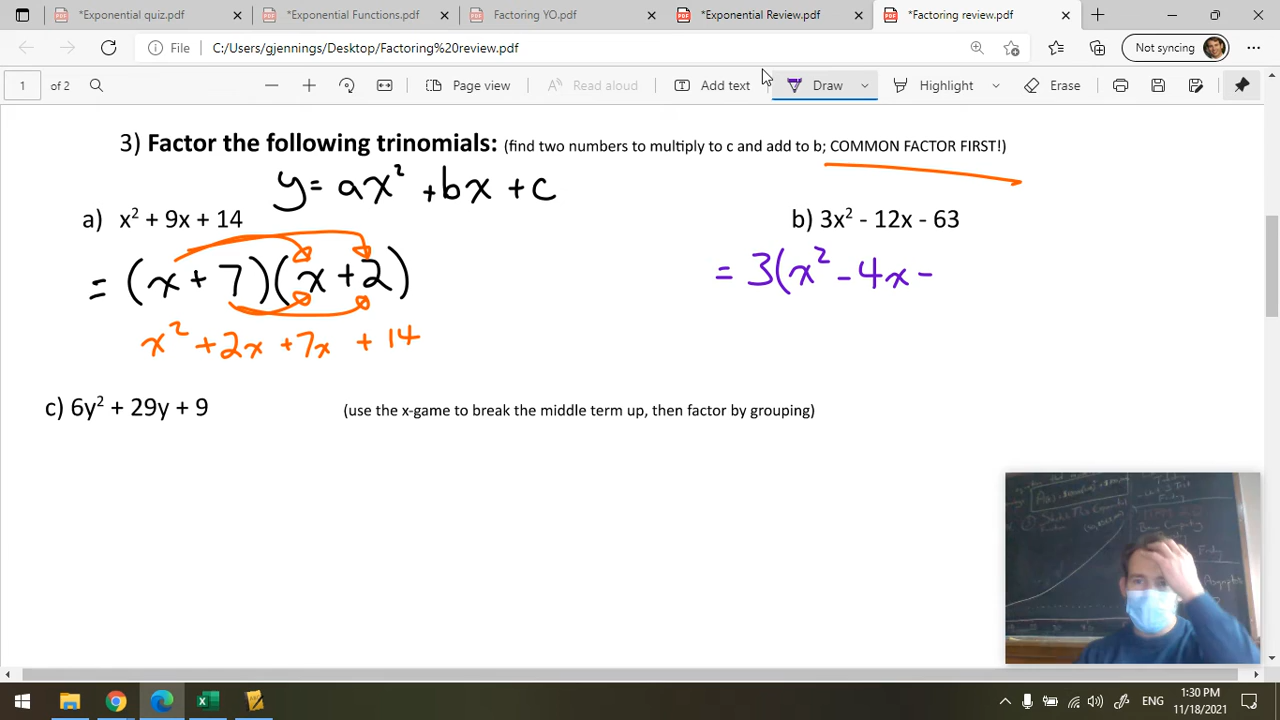 *Exponential quiz.pdf *Exponential Functions.pdf Factoring YO.pdf *Exponential Review.pdf *Factoring review.pdf
File C:/Users/gjennings/Desktop/Factoring%20review.pdf Not syncing
1 of 2 Page view Read aloud Add text Draw Highlight Erase
3) Factor the following trinomials: (find two numbers to multiply to c and add to b; COMMON FACTOR FIRST!)
y= ax² +bx +c
a) x² + 9x + 14 b) 3x² - 12x - 63
= (x+7)(x+2) = 3(x² -4x -
x² +2x +7x + 14
c) 6y² + 29y + 9 (use the x-game to break the middle term up, then factor by grouping)
ENG 1:30 PM
11/18/2021